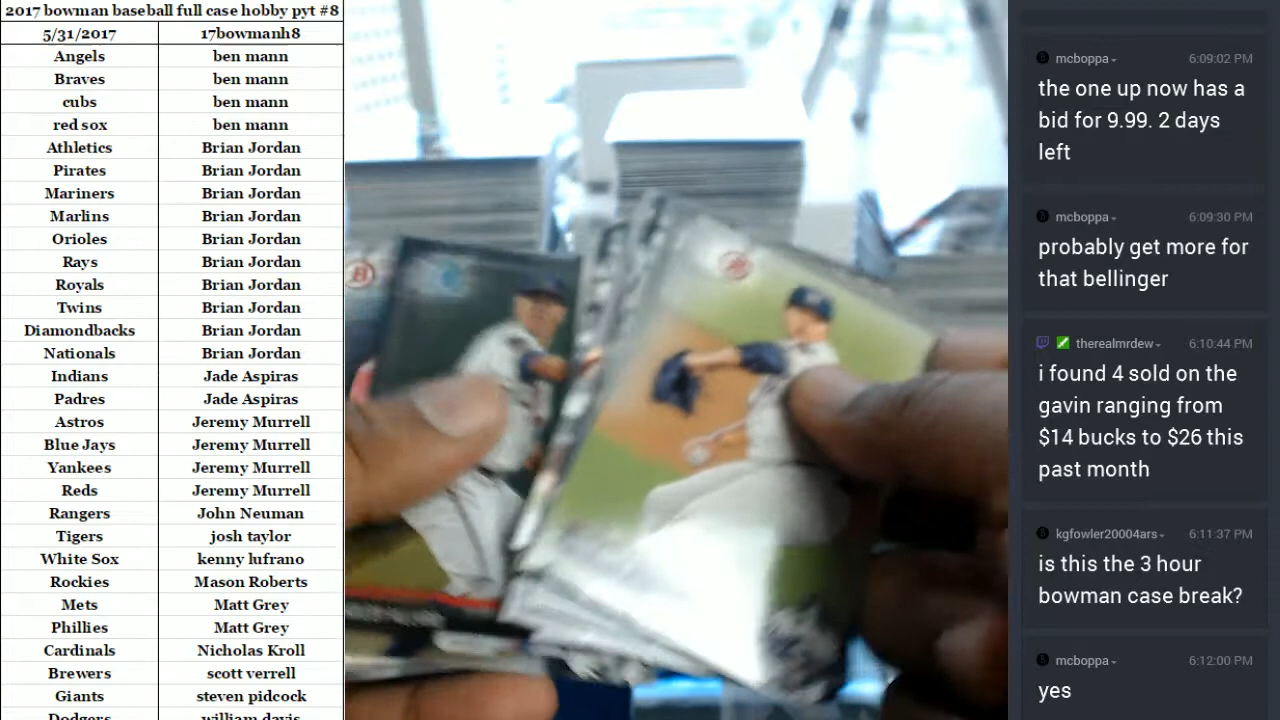 2017 bowman baseball full case hobby pyt #8
5/31/2017 17bowmanh8
Angels ben mann
Braves ben mann
cubs ben mann
red sox ben mann
Athletics Brian Jordan
Pirates Brian Jordan
Mariners Brian Jordan
Marlins Brian Jordan
Orioles Brian Jordan
Rays Brian Jordan
Royals Brian Jordan
Twins Brian Jordan
Diamondbacks Brian Jordan
Nationals Brian Jordan
Indians Jade Aspiras
Padres Jade Aspiras
Astros Jeremy Murrell
Blue Jays Jeremy Murrell
Yankees Jeremy Murrell
Reds Jeremy Murrell
Rangers John Neuman
Tigers josh taylor
White Sox kenny lufrano
Rockies Mason Roberts
Mets Matt Grey
Phillies Matt Grey
Cardinals Nicholas Kroll
Brewers scott verrell
Giants steven pidcock
Dodgers william davis
B
mcboppa 6:09:02 PM
the one up now has a
bid for 9.99. 2 days
left
mcboppa 6:09:30 PM
probably get more for
that bellinger
therealmrdew 6:10:44 PM
i found 4 sold on the
gavin ranging from
$14 bucks to $26 this
past month
kgfowler20004ars 6:11:37 PM
is this the 3 hour
bowman case break?
mcboppa 6:12:00 PM
yes